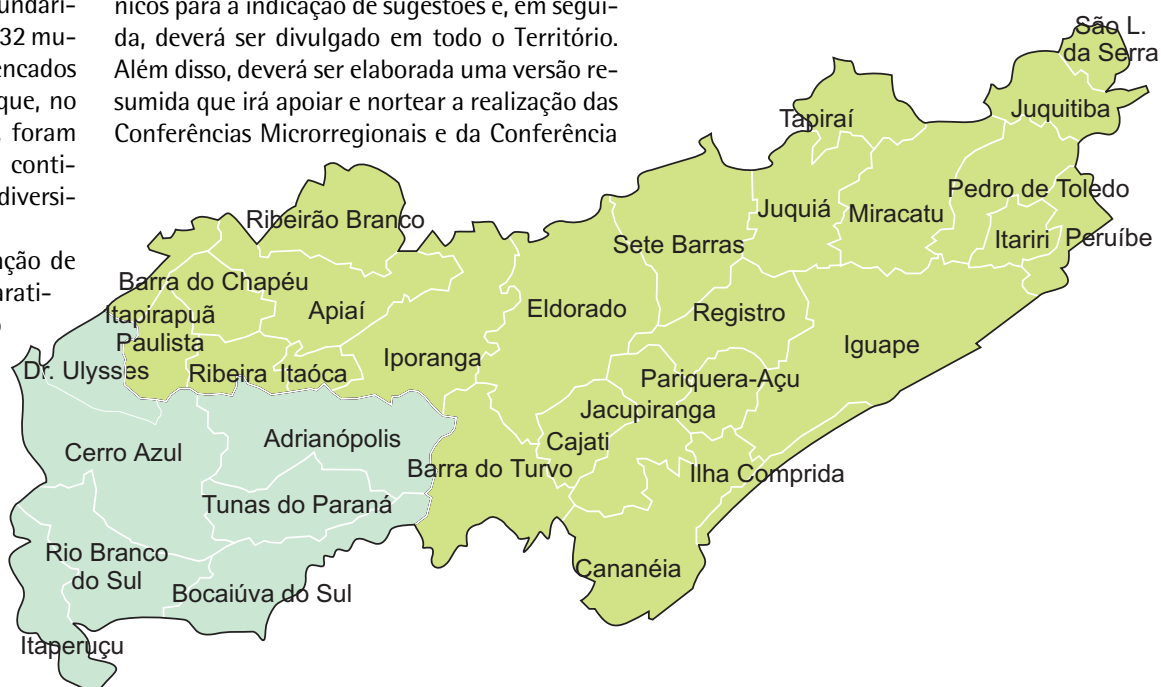 undari-
32 mu-
encados
que, no
, foram
conti-
diversi-
ação de
arati-
nicos para a indicação de sugestões e, em segui-
da, deverá ser divulgado em todo o Território.
Além disso, deverá ser elaborada uma versão re-
sumida que irá apoiar e nortear a realização das
Conferências Microrregionais e da Conferência
São L.
da Serra
Juquitiba
Tapiraí
Pedro de Toledo
Juquiá
Miracatu
Itariri
Peruíbe
Ribeirão Branco
Sete Barras
Barra do Chapéu
Apiaí
Eldorado
Registro
Itapirapuã
Paulista
Iguape
Iporanga
Dr. Ulysses
Ribeira
Itaóca
Pariquera-Açu
Jacupiranga
Adrianópolis
Cajati
Cerro Azul
Barra do Turvo
Ilha Comprida
Tunas do Paraná
Rio Branco
do Sul
Cananéia
Bocaiúva do Sul
Itaperuçu